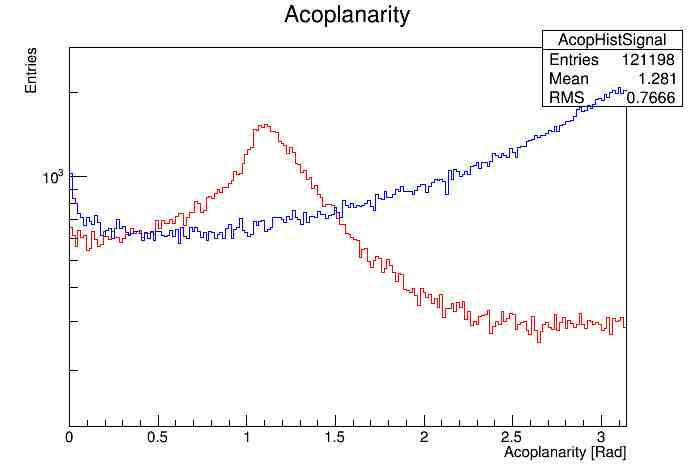 Acoplanarity
AcopHistSignal
Entries 121198
Mean 1.281
RMS 0.7666
Entries
10³
0 0.5 1 1.5 2 2.5 3
Acoplanarity [Rad]